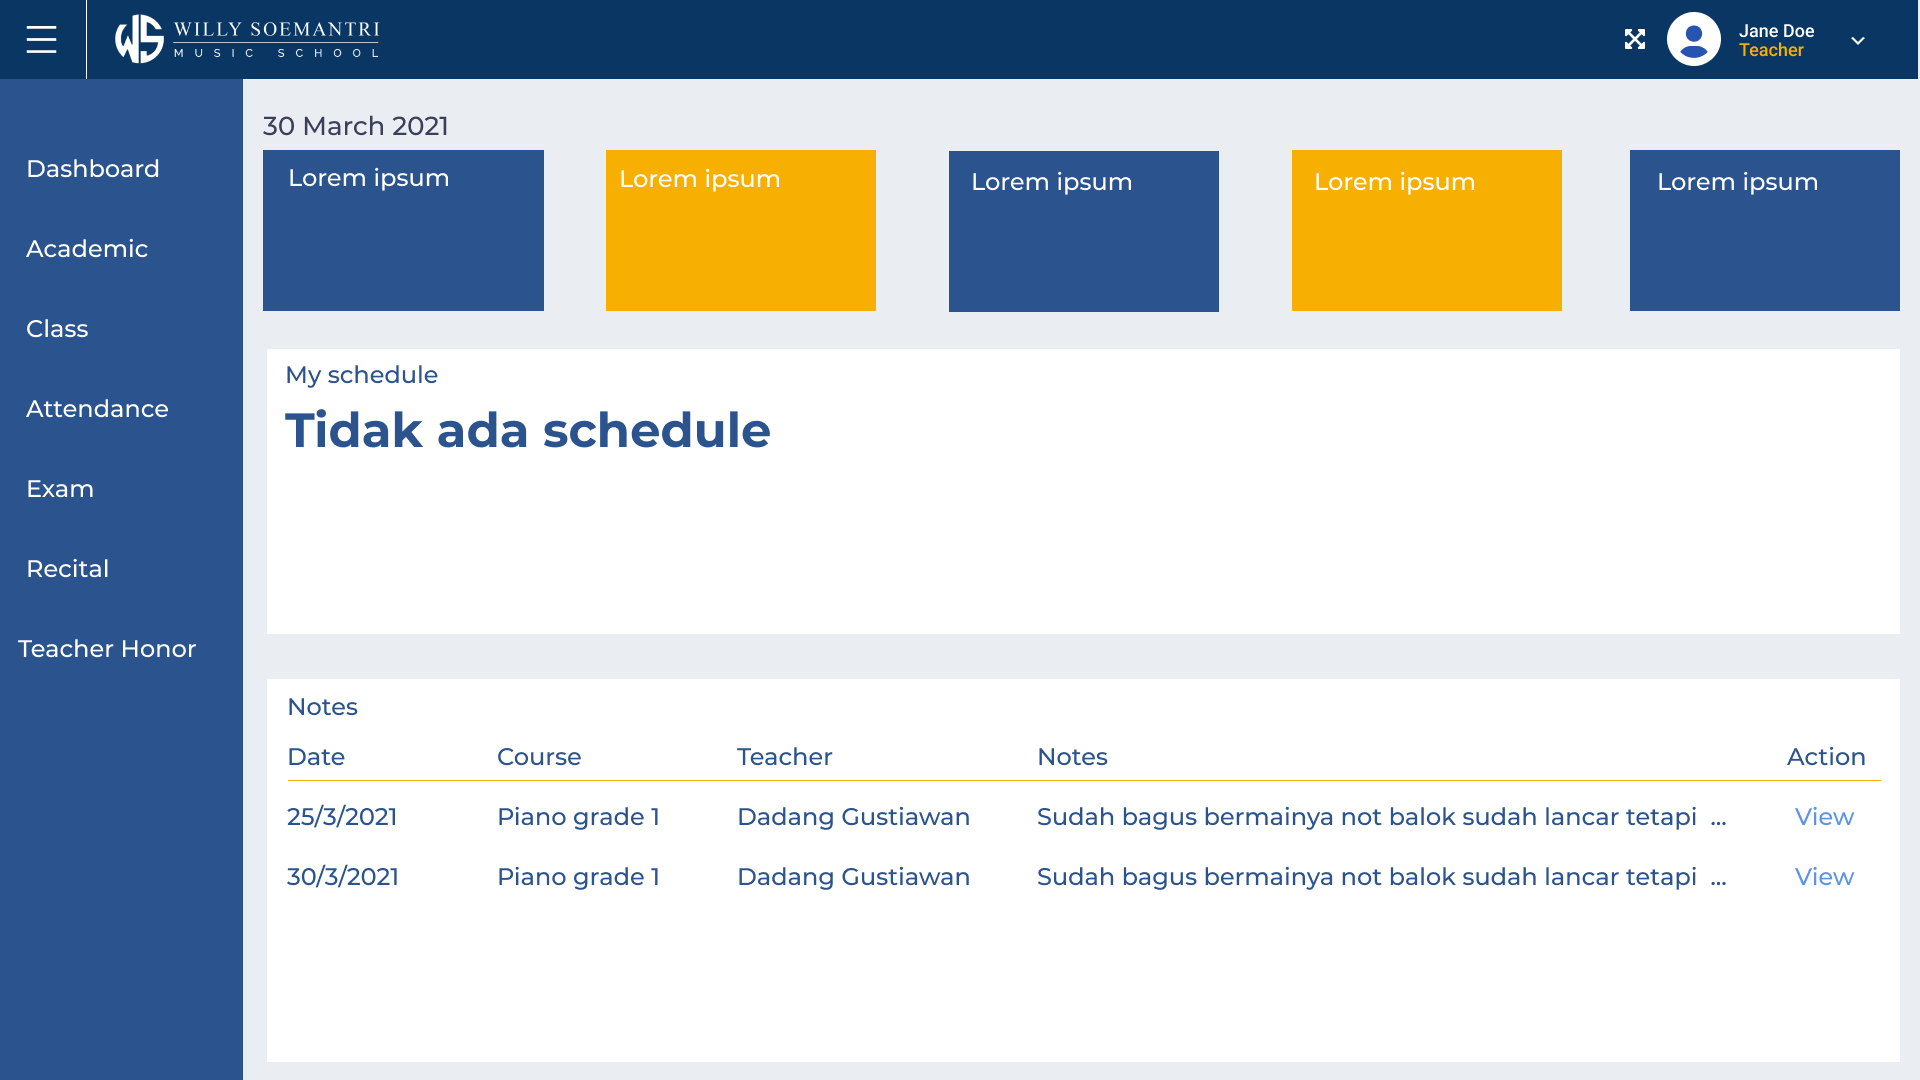 WILLY SOEMANTRI
MUSIC SCHOOL
Jane Doe
Teacher
Dashboard
Academic
Class
Attendance
Exam
Recital
Teacher Honor
30 March 2021
Lorem ipsum Lorem ipsum Lorem ipsum Lorem ipsum Lorem ipsum
My schedule
Tidak ada schedule
Notes
Date Course Teacher Notes Action
25/3/2021 Piano grade 1 Dadang Gustiawan Sudah bagus bermainya not balok sudah lancar tetapi ... View
30/3/2021 Piano grade 1 Dadang Gustiawan Sudah bagus bermainya not balok sudah lancar tetapi ... View